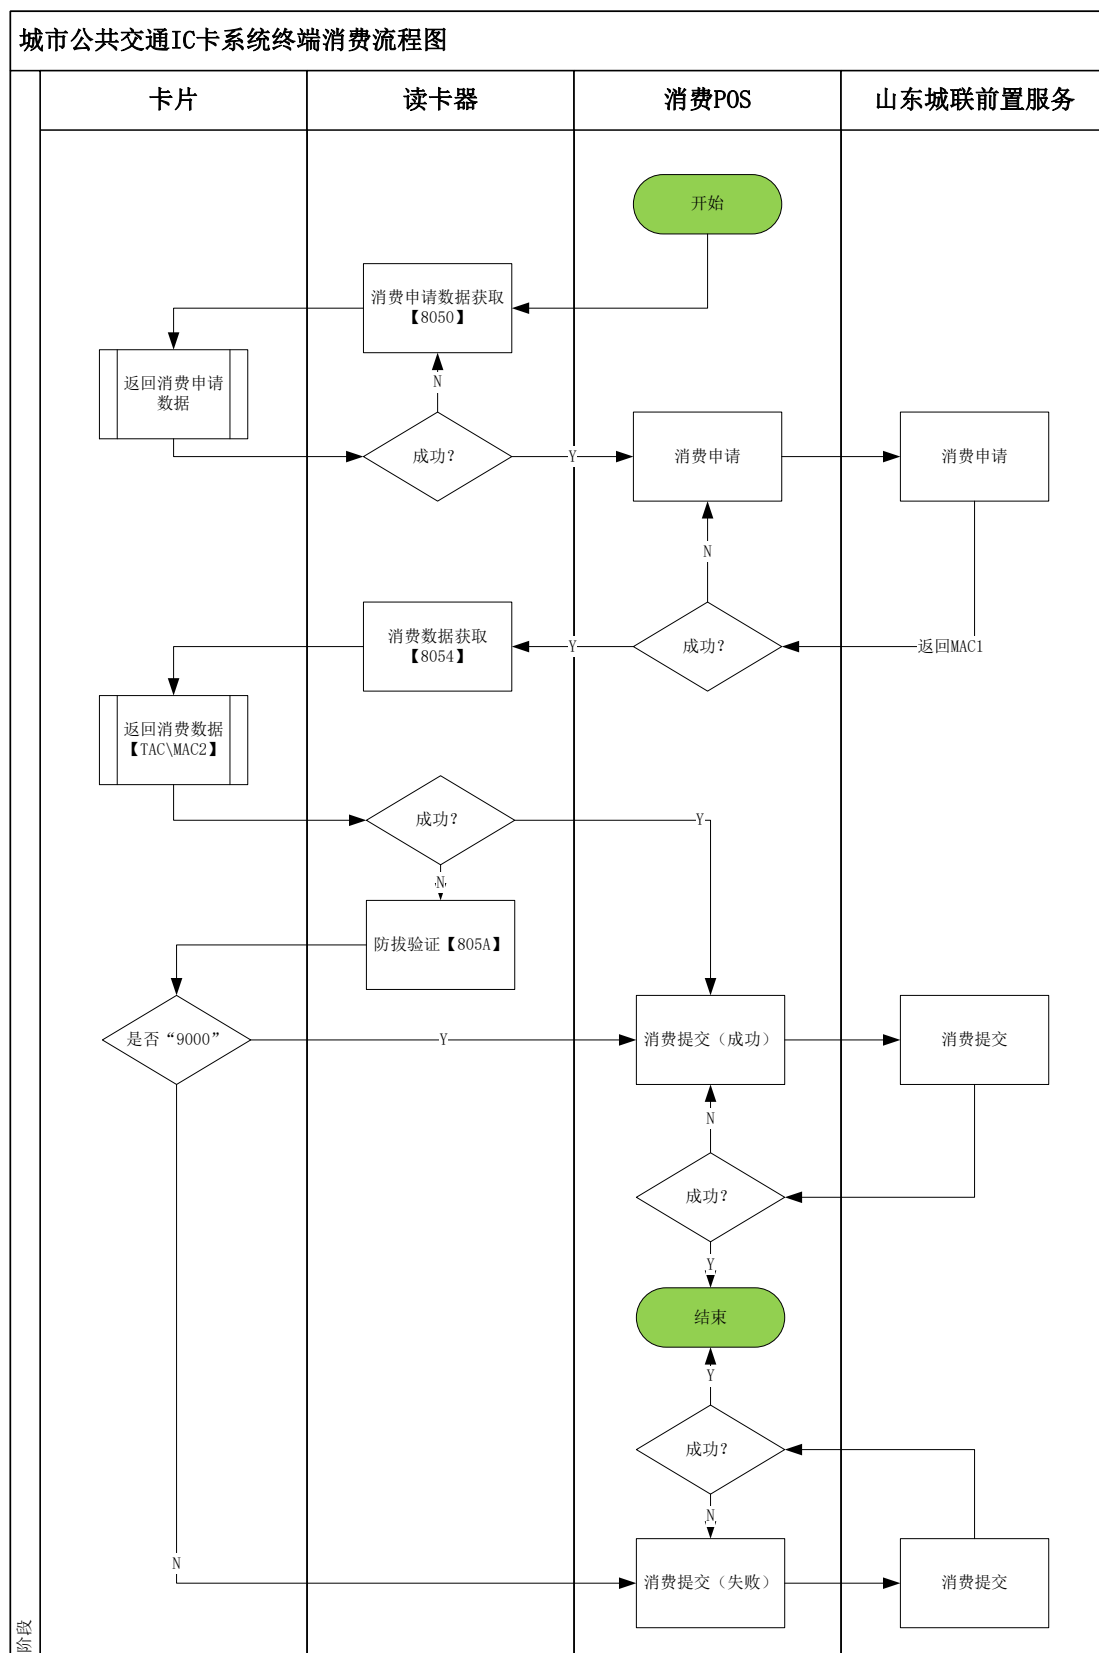 城市公共交通IC卡系统终端消费流程图
卡片
读卡器
消费POS
山东城联前置服务
开始
消费申请数据获取
【8050】
返回消费申请
数据
N
成功？
Y
消费申请
消费申请
N
消费数据获取
【8054】
Y
成功？
返回MAC1
返回消费数据
【TAC\MAC2】
成功？
Y
N
防拔验证【805A】
是否“9000”
Y
消费提交（成功）
消费提交
N
成功？
Y
结束
Y
成功？
N
N
消费提交（失败）
消费提交
阶段